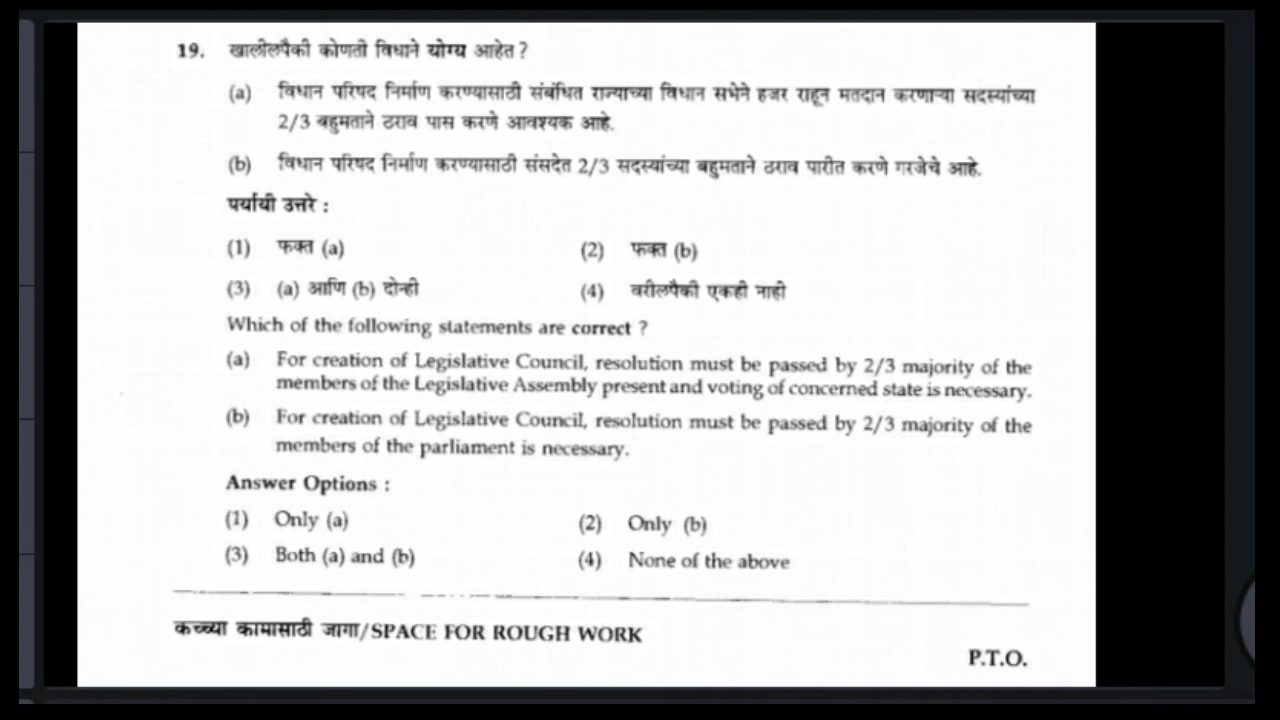 19. खालीलपैकी कोणती विधाने योग्य आहेत ?
(a) विधान परिषद निर्माण करण्यासाठी संबंधित राज्याच्या विधान सभेने हजर राहून मतदान करणाऱ्या सदस्यांच्या
2/3 बहुमताने ठराव पास करणे आवश्यक आहे.
(b) विधान परिषद निर्माण करण्यासाठी संसदेत 2/3 सदस्यांच्या बहुमताने ठराव पारीत करणे गरजेचे आहे.
पर्यायी उत्तरे :
(1) फक्त (a) (2) फक्त (b)
(3) (a) आणि (b) दोन्ही (4) वरीलपैकी एकही नाही
Which of the following statements are correct ?
(a) For creation of Legislative Council, resolution must be passed by 2/3 majority of the
members of the Legislative Assembly present and voting of concerned state is necessary.
(b) For creation of Legislative Council, resolution must be passed by 2/3 majority of the
members of the parliament is necessary.
Answer Options :
(1) Only (a) (2) Only (b)
(3) Both (a) and (b) (4) None of the above
कच्च्या कामासाठी जागा/SPACE FOR ROUGH WORK
P.T.O.